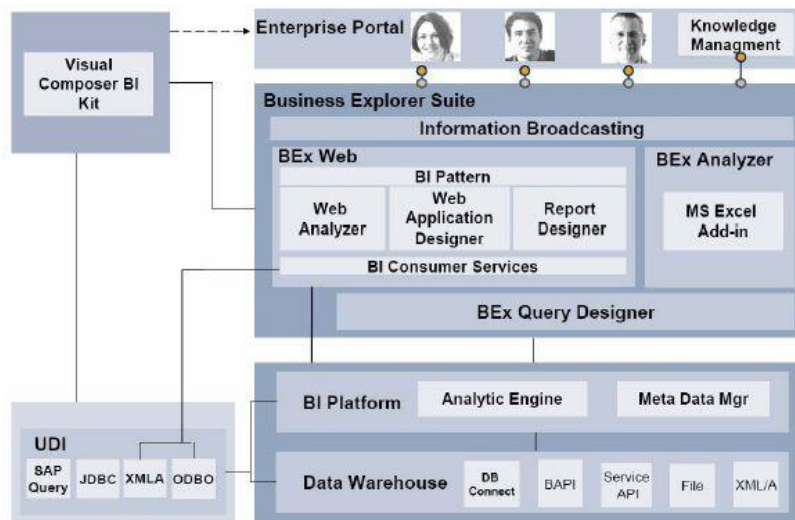 Enterprise Portal
Knowledge
Managment
Visual
Composer BI
Kit
Business Explorer Suite
Information Broadcasting
BEx Web
BI Pattern
Web
Analyzer
Web
Application
Designer
Report
Designer
BI Consumer Services
BEx Analyzer
MS Excel
Add-in
BEx Query Designer
BI Platform
Analytic Engine
Meta Data Mgr
UDI
SAP
Query
JDBC
XMLA
ODBO
Data Warehouse
DB
Connect
BAPI
Service
API
File
XML/A